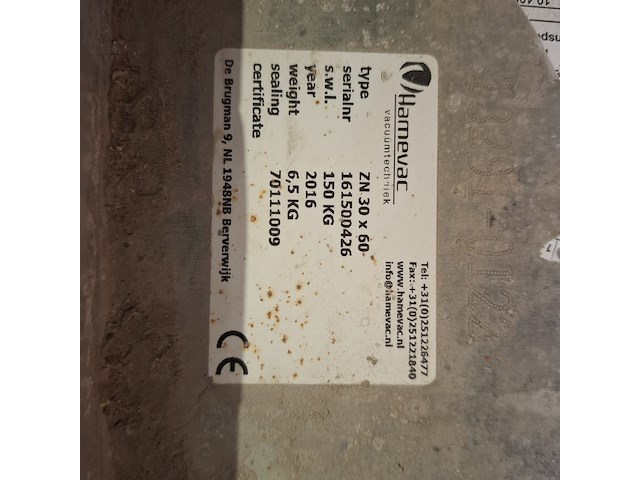 Hamevac
vacuumtechniek
Tel: +31(0)251226477
Fax: +31(0)251221840
www.hamevac.nl
info@hamevac.nl
type ZN 30 x 60
serialnr 161500426
s.w.l. 150 KG
year 2016
weight 6,5 KG
sealing 70111009
certificate
De Brugman 9, NL 1948NB Berverwijk
CE